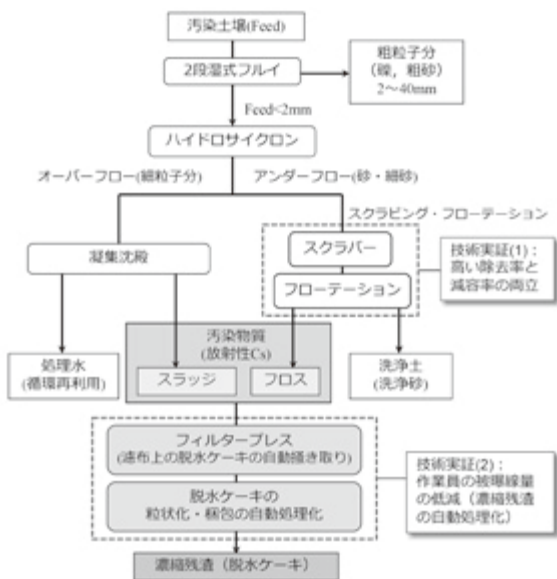 汚染土壌(Feed)
2段湿式フルイ
粗粒子分
(礫，粗砂)
2～40mm
Feed<2mm
ハイドロサイクロン
オーバーフロー(細粒子分)
アンダーフロー(砂・細砂)
スクラビング・フローテーション
凝集沈殿
スクラバー
フローテーション
技術実証(1)：
高い除去率と
減容率の両立
汚染物質
(放射性Cs)
スラッジ
フロス
処理水
(循環再利用)
洗浄土
(洗浄砂)
フィルタープレス
(濾布上の脱水ケーキの自動掻き取り)
脱水ケーキの
粒状化・梱包の自動処理化
技術実証(2)：
作業員の被曝線量
の低減（濃縮残渣
の自動処理化）
濃縮残渣（脱水ケーキ）